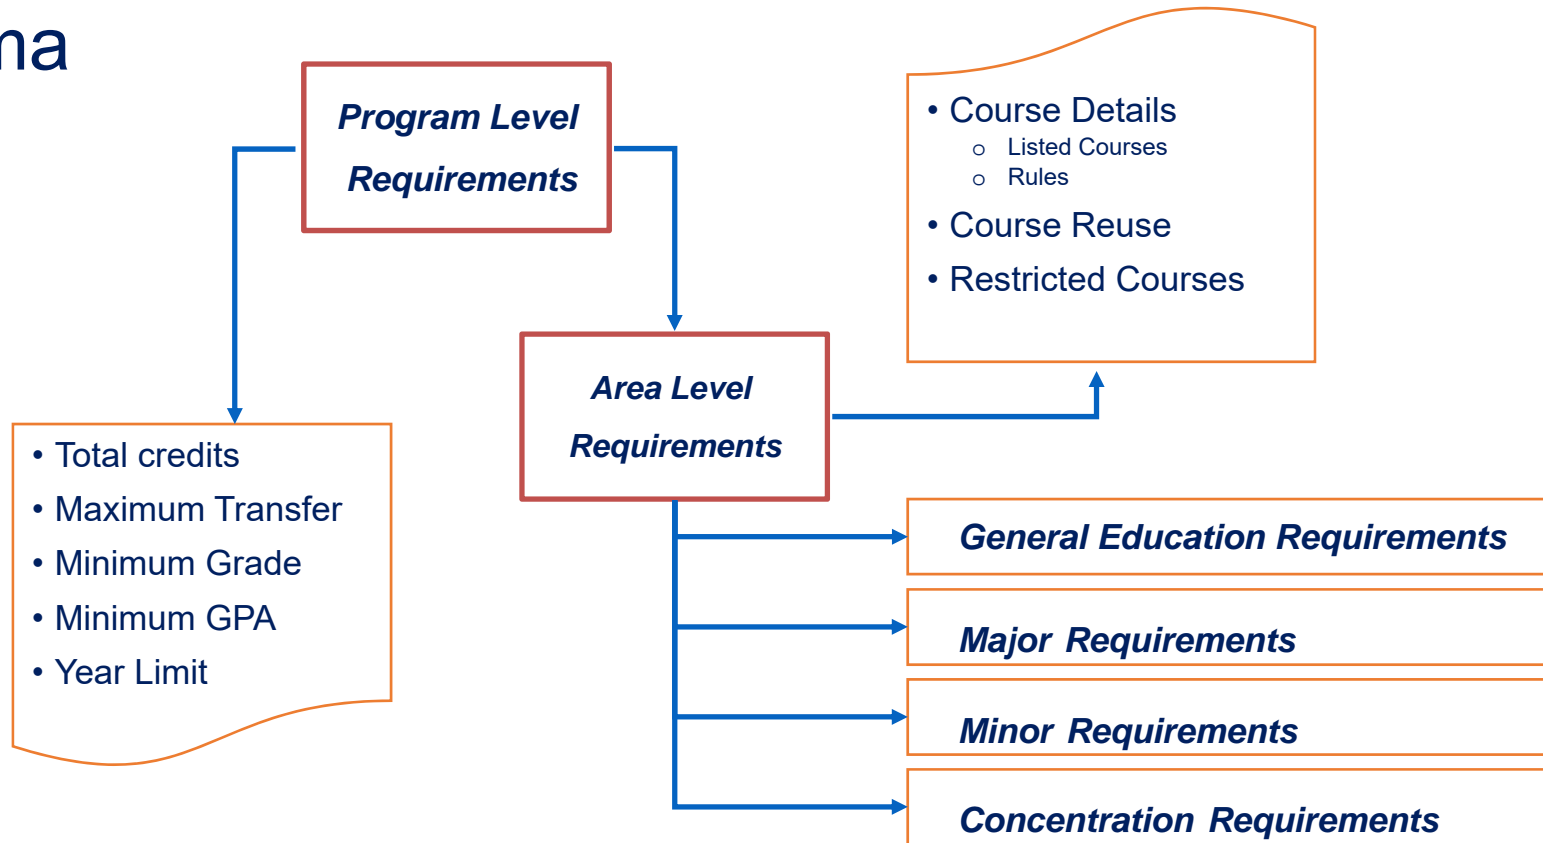 ma
Program Level
Requirements
• Course Details
o Listed Courses
o Rules
• Course Reuse
• Restricted Courses
Area Level
Requirements
• Total credits
• Maximum Transfer
• Minimum Grade
• Minimum GPA
• Year Limit
General Education Requirements
Major Requirements
Minor Requirements
Concentration Requirements